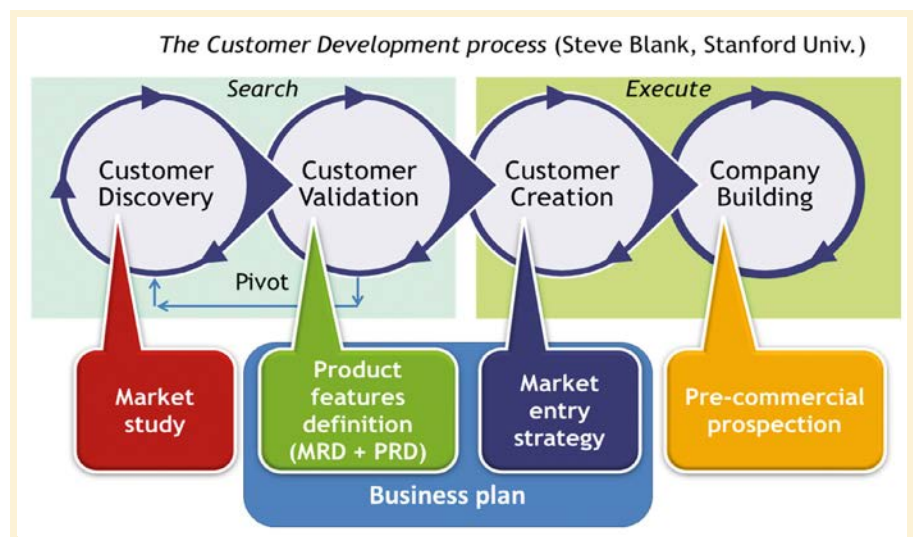 The Customer Development process (Steve Blank, Stanford Univ.)
Search
Execute
Customer
Discovery
Customer
Validation
Customer
Creation
Company
Building
Pivot
Market
study
Product
features
definition
(MRD + PRD)
Market
entry
strategy
Pre-commercial
prospection
Business plan